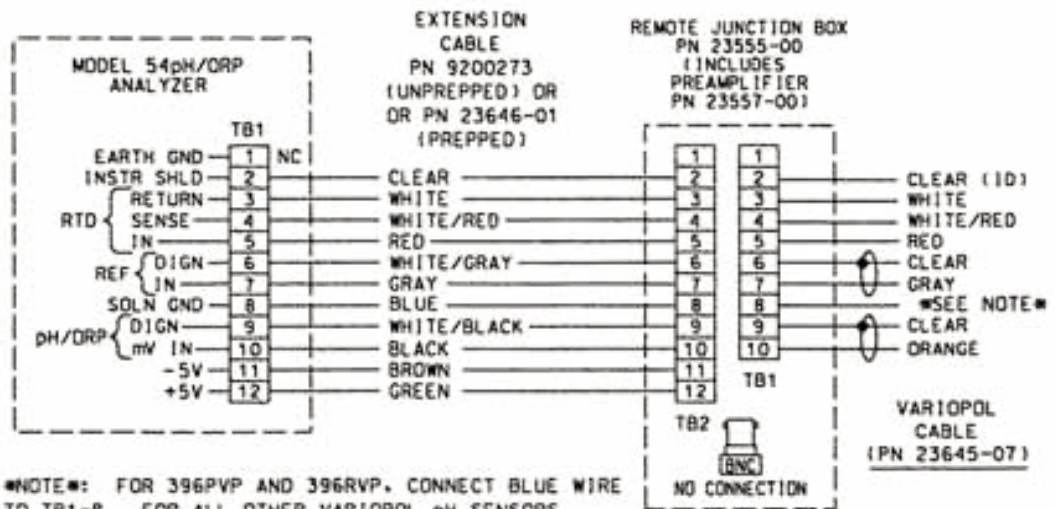 EXTENSION
CABLE
PN 9200273
(UNPREPPED) OR
OR PN 23646-01
(PREPPED)
REMOTE JUNCTION BOX
PN 23555-00
(INCLUDES
PREAMPLIFIER
PN 23557-00)
MODEL 54pH/ORP
ANALYZER
TB1
EARTH GND 1 NC
INSTR SHLD 2 CLEAR 2 2 CLEAR (ID)
RTD
RETURN 3 WHITE 3 3 WHITE
SENSE 4 WHITE/RED 4 4 WHITE/RED
IN 5 RED 5 5 RED
REF
DIGN 6 WHITE/GRAY 6 6 CLEAR
IN 7 GRAY 7 7 GRAY
SOLN GND 8 BLUE 8 8 *SEE NOTE*
pH/ORP
DIGN 9 WHITE/BLACK 9 9 CLEAR
mV IN 10 BLACK 10 10 ORANGE
-5V 11 BROWN 11
+5V 12 GREEN 12
1 1
TB1
TB2
BNC
NO CONNECTION
VARIOPOL
CABLE
(PN 23645-07)
*NOTE*: FOR 396PVP AND 396RVP, CONNECT BLUE WIRE
TO TB1-8. FOR ALL OTHER VARIOPOL pH SENSORS